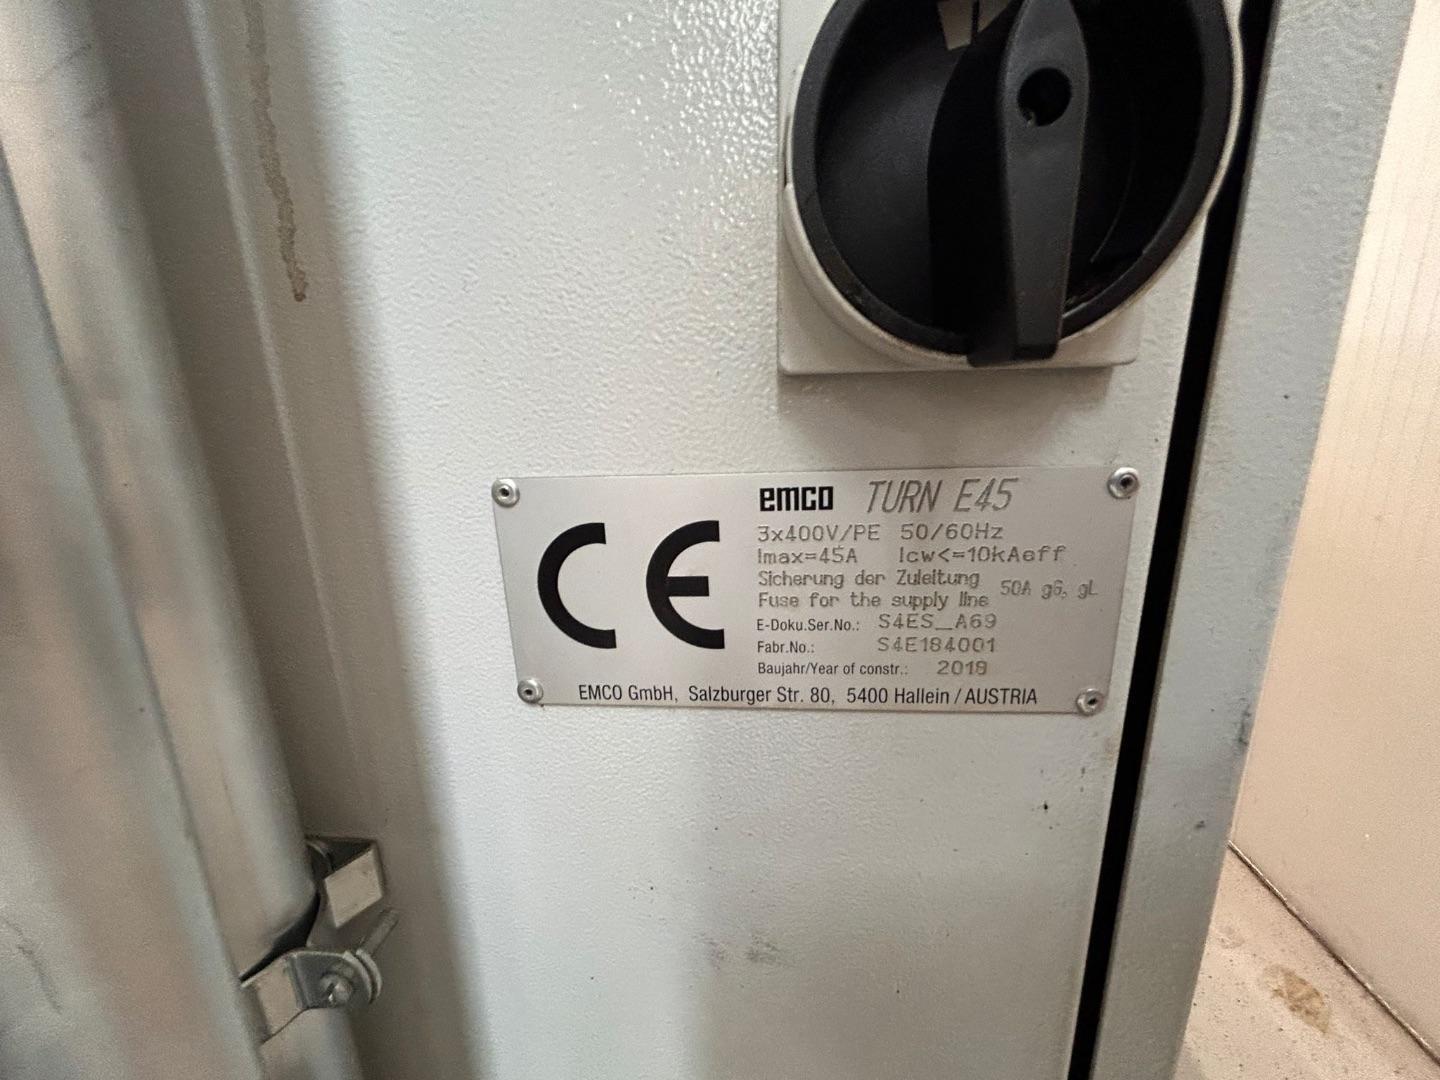 emco TURN E45
3x400V/PE 50/60Hz
Imax=45A Icw<=10kAeff
Sicherung der Zuleitung
Fuse for the supply line 50A gG, gL
E-Doku.Ser.No.: S4ES_A69
Fabr.No.: S4E184001
Baujahr/Year of constr.: 2018
EMCO GmbH, Salzburger Str. 80, 5400 Hallein / AUSTRIA
CE